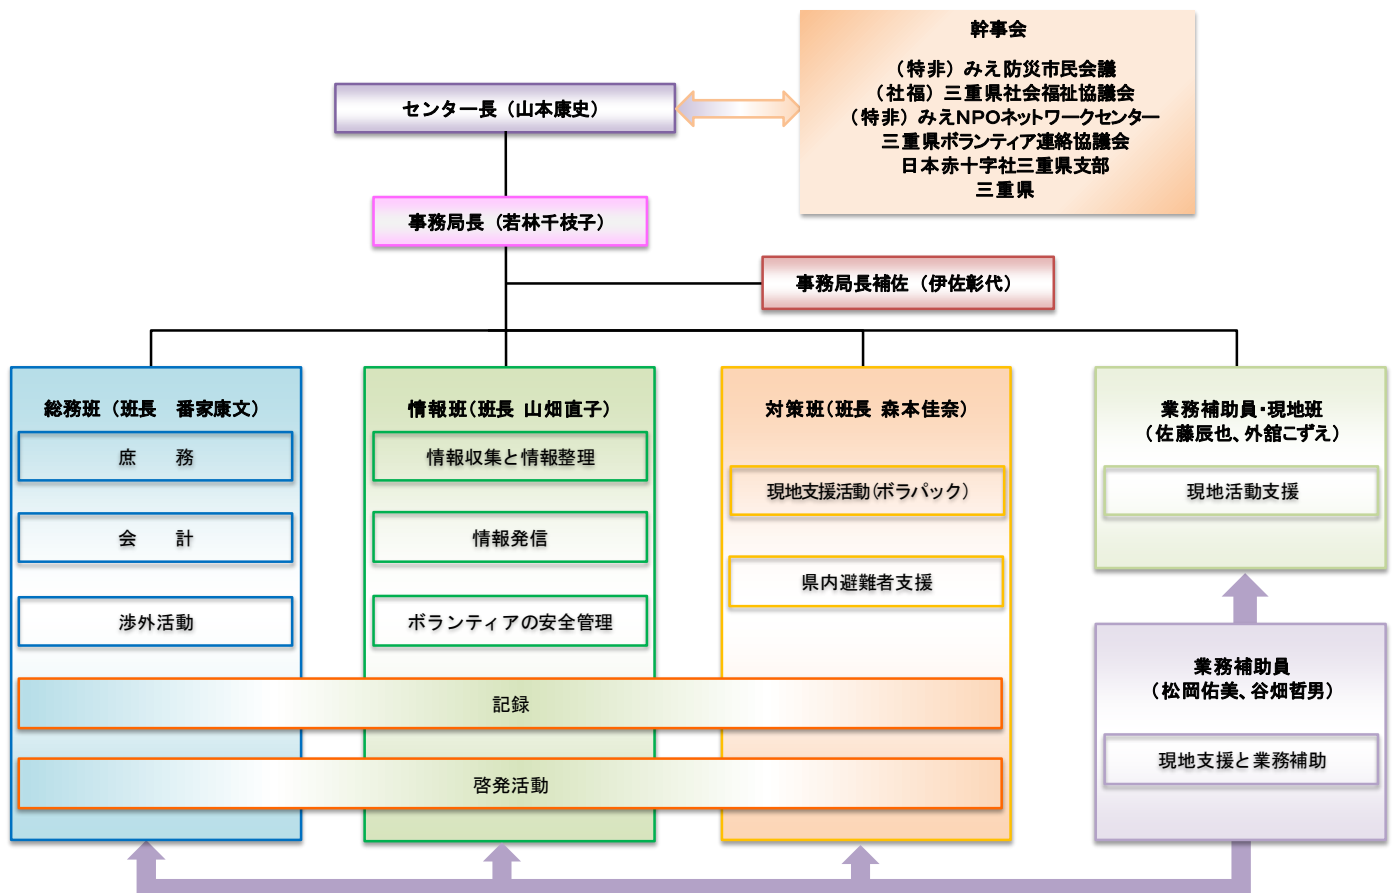 幹事会
（特非）みえ防災市民会議
（社福）三重県社会福祉協議会
（特非）みえNPOネットワークセンター
三重県ボランティア連絡協議会
日本赤十字社三重県支部
三重県
センター長（山本康史）
事務局長（若林千枝子）
事務局長補佐（伊佐彰代）
総務班（班長　番家康文）
庶　　務
会　　計
渉外活動
情報班（班長 山畑直子）
情報収集と情報整理
情報発信
ボランティアの安全管理
対策班（班長 森本佳奈）
現地支援活動（ボラパック）
県内避難者支援
記録
啓発活動
業務補助員・現地班
（佐藤辰也、外舘こずえ）
現地活動支援
業務補助員
（松岡佑美、谷畑哲男）
現地支援と業務補助